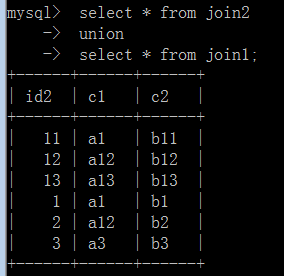 mysql> select * from join2
-> union
-> select * from join1;
+------+------+------+
| id2 | c1 | c2 |
+------+------+------+
| 11 | a1 | b11 |
| 12 | a12 | b12 |
| 13 | a13 | b13 |
| 1 | a1 | b1 |
| 2 | a12 | b2 |
| 3 | a3 | b3 |
+------+------+------+